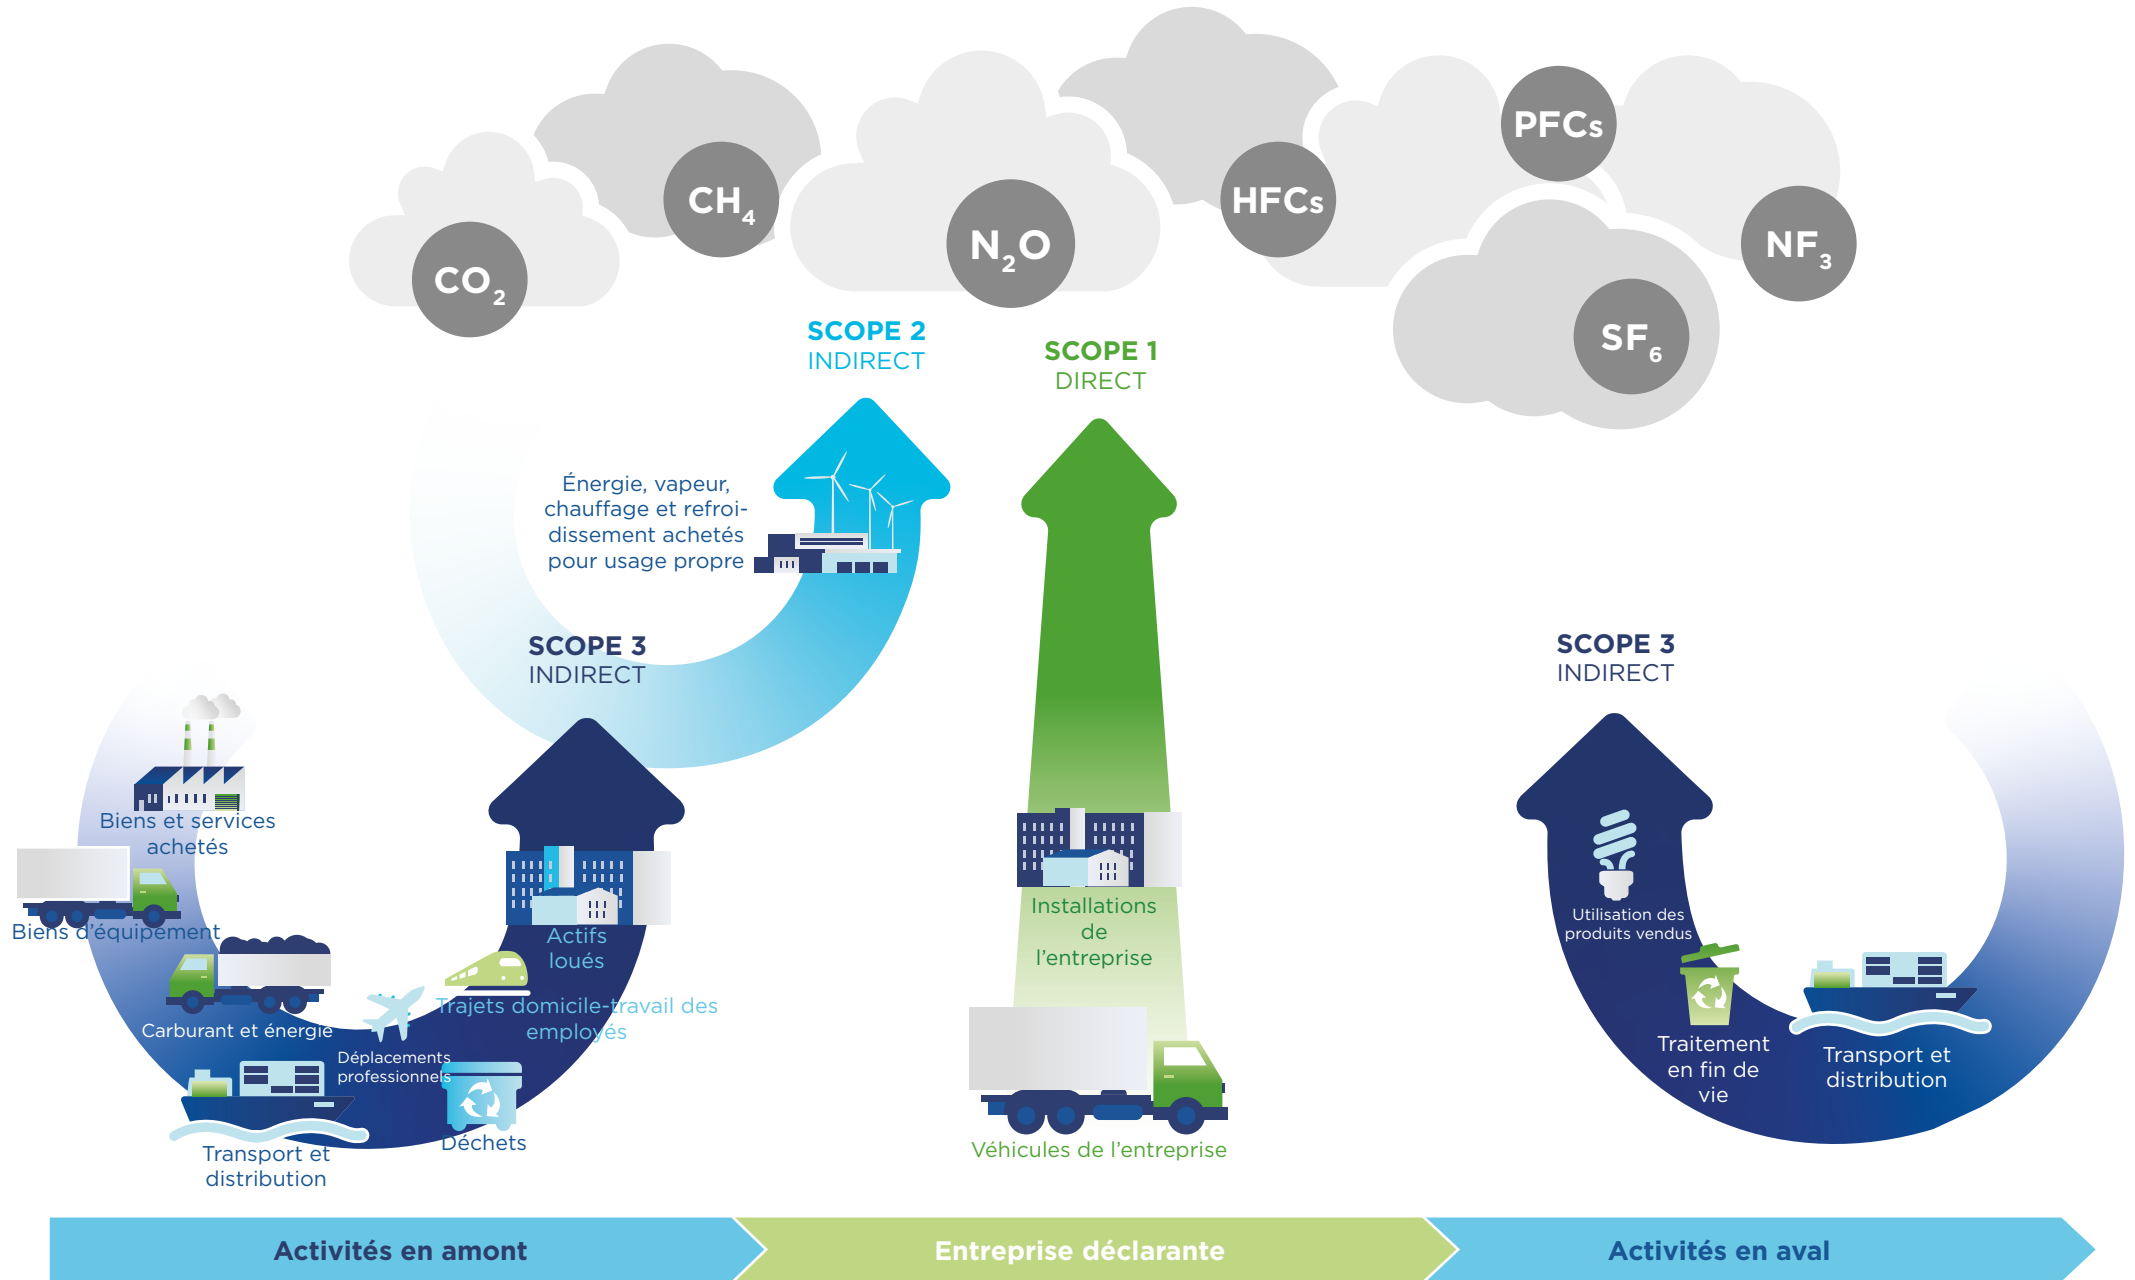 PFCs
CH4
HFCs
N2O
NF3
CO2
SF6
SCOPE 2
INDIRECT
SCOPE 1
DIRECT
Énergie, vapeur,
chauffage et refroi-
dissement achetés
pour usage propre
SCOPE 3
INDIRECT
Biens et services
achetés
Biens d'équipement
Carburant et énergie
Déplacements
professionnels
Transport et
distribution
Déchets
Trajets domicile-travail des
employés
Actifs
loués
Installations
de
l'entreprise
Véhicules de l'entreprise
SCOPE 3
INDIRECT
Utilisation des
produits vendus
Traitement
en fin de
vie
Transport et
distribution
Activités en amont
Entreprise déclarante
Activités en aval